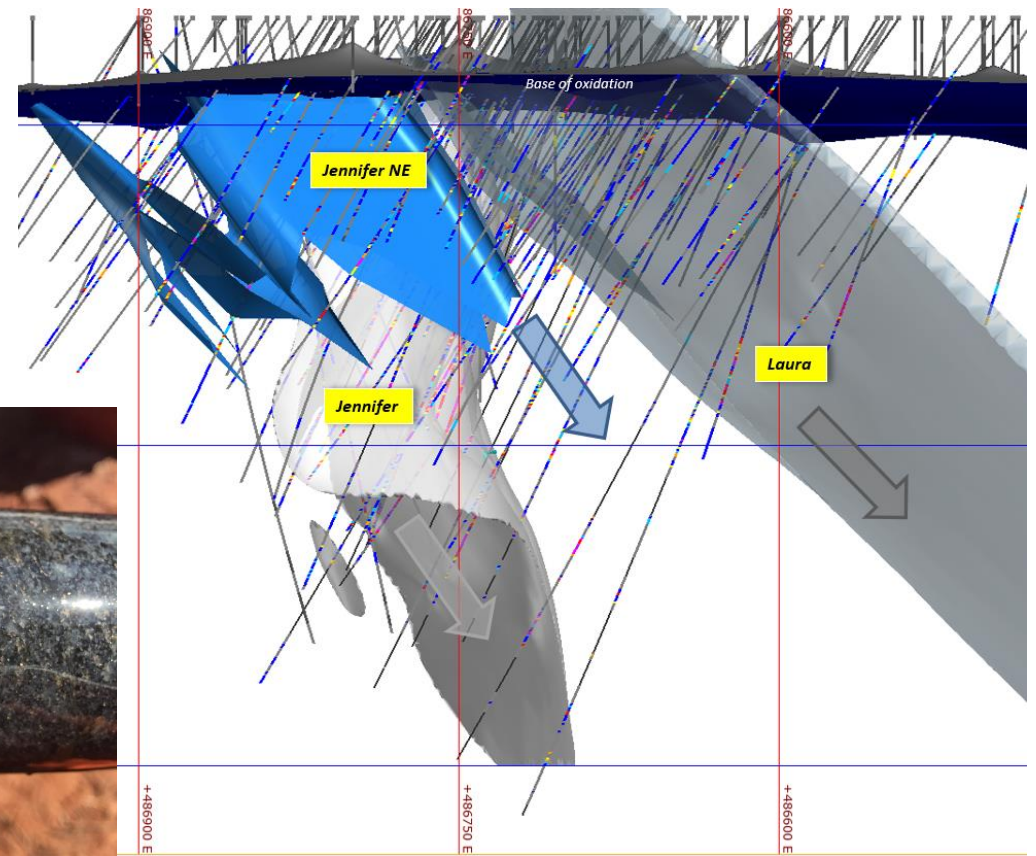 Base of oxidation
Jennifer NE
Jennifer
Laura
+486900 E
+486750 E
+486600 E